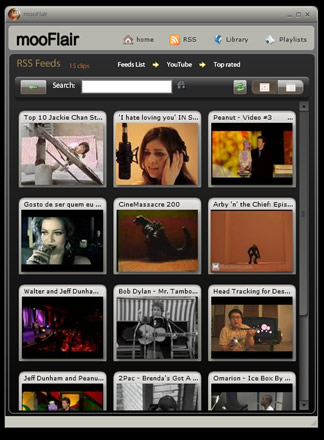 mooFlair
mooFlair
home
RSS
Library
Playlists
RSS Feeds
15 clips
Feeds List
YouTube
Top rated
Search:
Top 10 Jackie Chan St...
'I hate loving you' IN S...
Peanut - Video #3
Gosto de ser quem eu ...
CineMassacre 200
Arby 'n' the Chief: Epis...
Walter and Jeff Dunha...
Bob Dylan - Mr. Tambo...
Head Tracking for Des...
Jeff Dunham and Peanu...
2Pac - Brenda's Got A ...
Omarion - Ice Box By ...